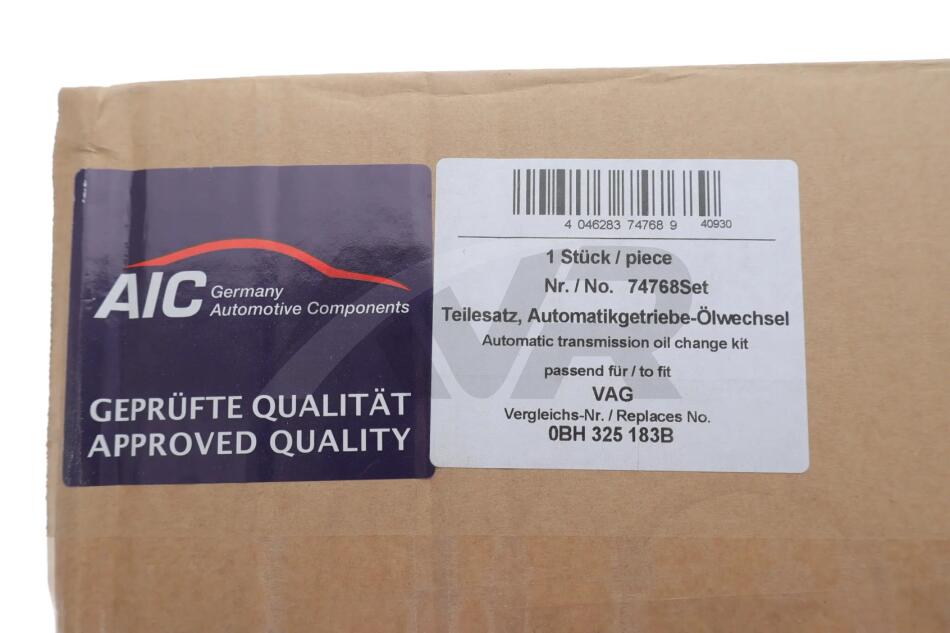 AIC Germany
Automotive Components
GEPRÜFTE QUALITÄT
APPROVED QUALITY
4 046283 74768 9 40930
1 Stück / piece
Nr. / No. 74768Set
Teilesatz, Automatikgetriebe-Ölwechsel
Automatic transmission oil change kit
passend für / to fit
VAG
Vergleichs-Nr. / Replaces No.
0BH 325 183B